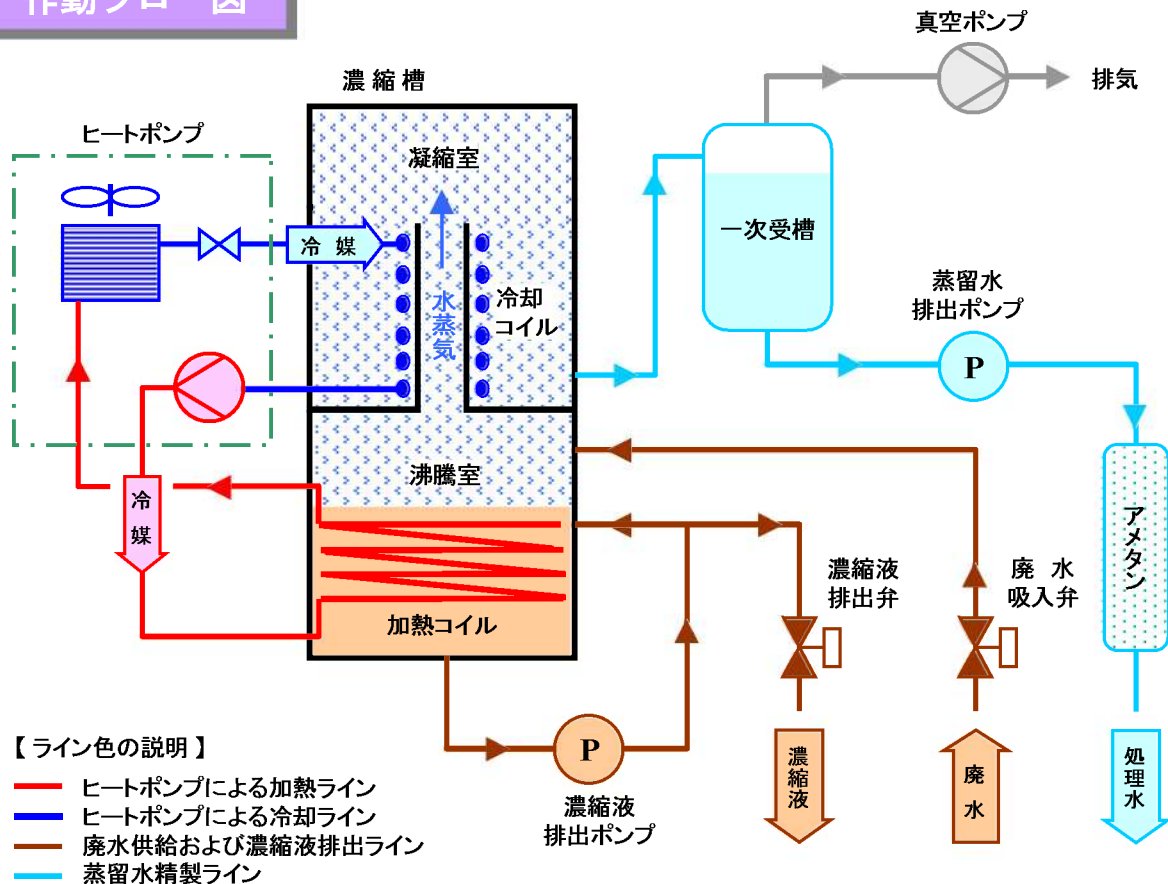 作動フロー図
真空ポンプ
排気
濃縮槽
ヒートポンプ
凝縮室
冷媒
水蒸気
冷却
コイル
一次受槽
蒸留水
排出ポンプ
P
沸騰室
冷媒
加熱コイル
濃縮液
排出弁
廃水
吸入弁
アメタン
P
濃縮液
排出ポンプ
濃縮液
廃水
処理水
【ライン色の説明】
ヒートポンプによる加熱ライン
ヒートポンプによる冷却ライン
廃水供給および濃縮液排出ライン
蒸留水精製ライン